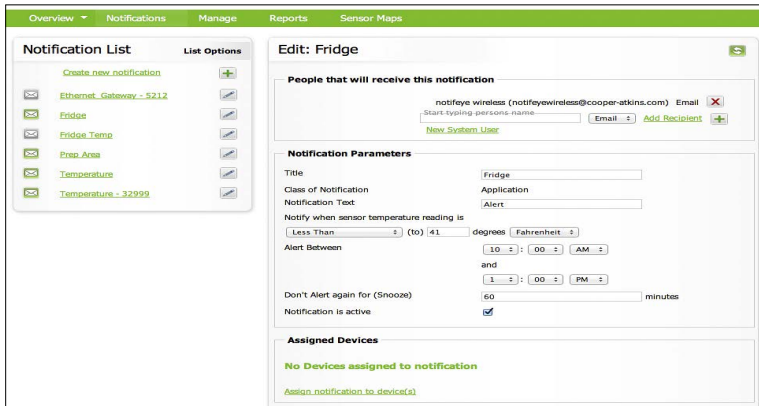 Overview Notifications Manage Reports Sensor Maps
Notification List List Options
Create new notification
Ethernet Gateway - 5212
Fridge
Fridge Temp
Prep Area
Temperature
Temperature - 32999
Edit: Fridge
People that will receive this notification
notifeye wireless (notifeyewireless@cooper-atkins.com) Email
Start typing persons name Email Add Recipient
New System User
Notification Parameters
Title Fridge
Class of Notification Application
Notification Text Alert
Notify when sensor temperature reading is
Less Than (to) 41 degrees Fahrenheit
Alert Between 10 : 00 AM
and
1 : 00 PM
Don't Alert again for (Snooze) 60 minutes
Notification is active
Assigned Devices
No Devices assigned to notification
Assign notification to device(s)